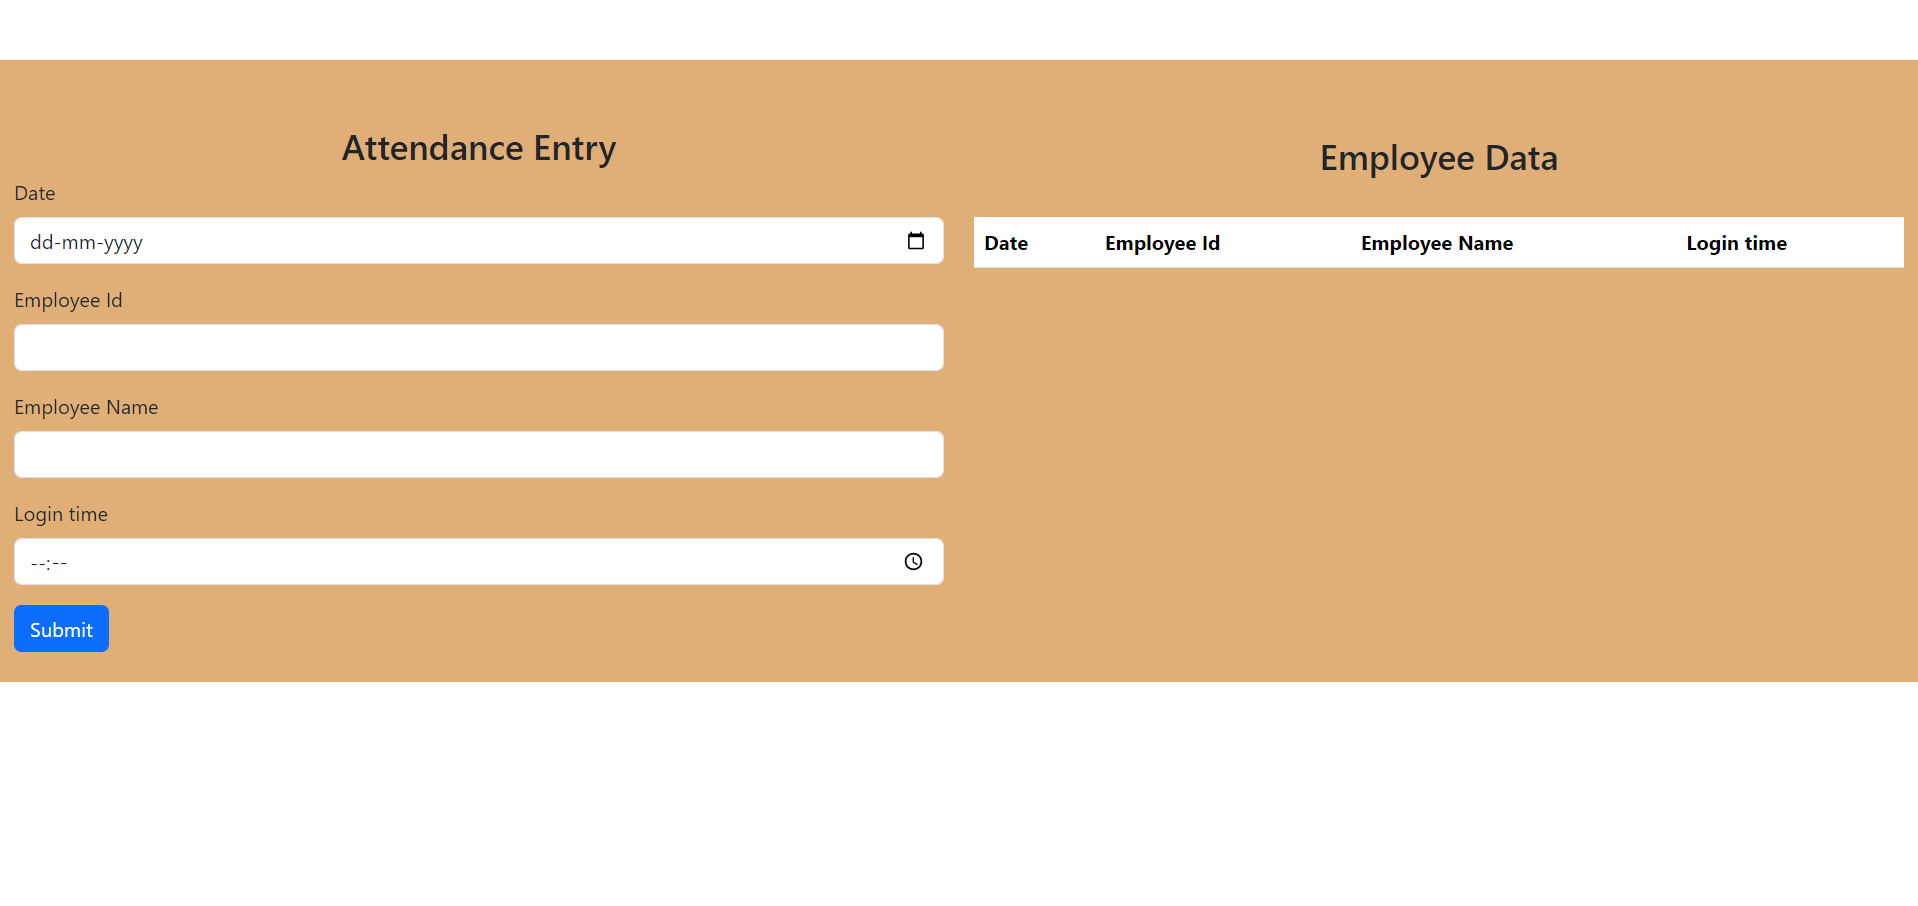 Attendance Entry
Date
dd-mm-yyyy
Employee Id
Employee Name
Login time
--:--
Submit
Employee Data
Date Employee Id Employee Name Login time